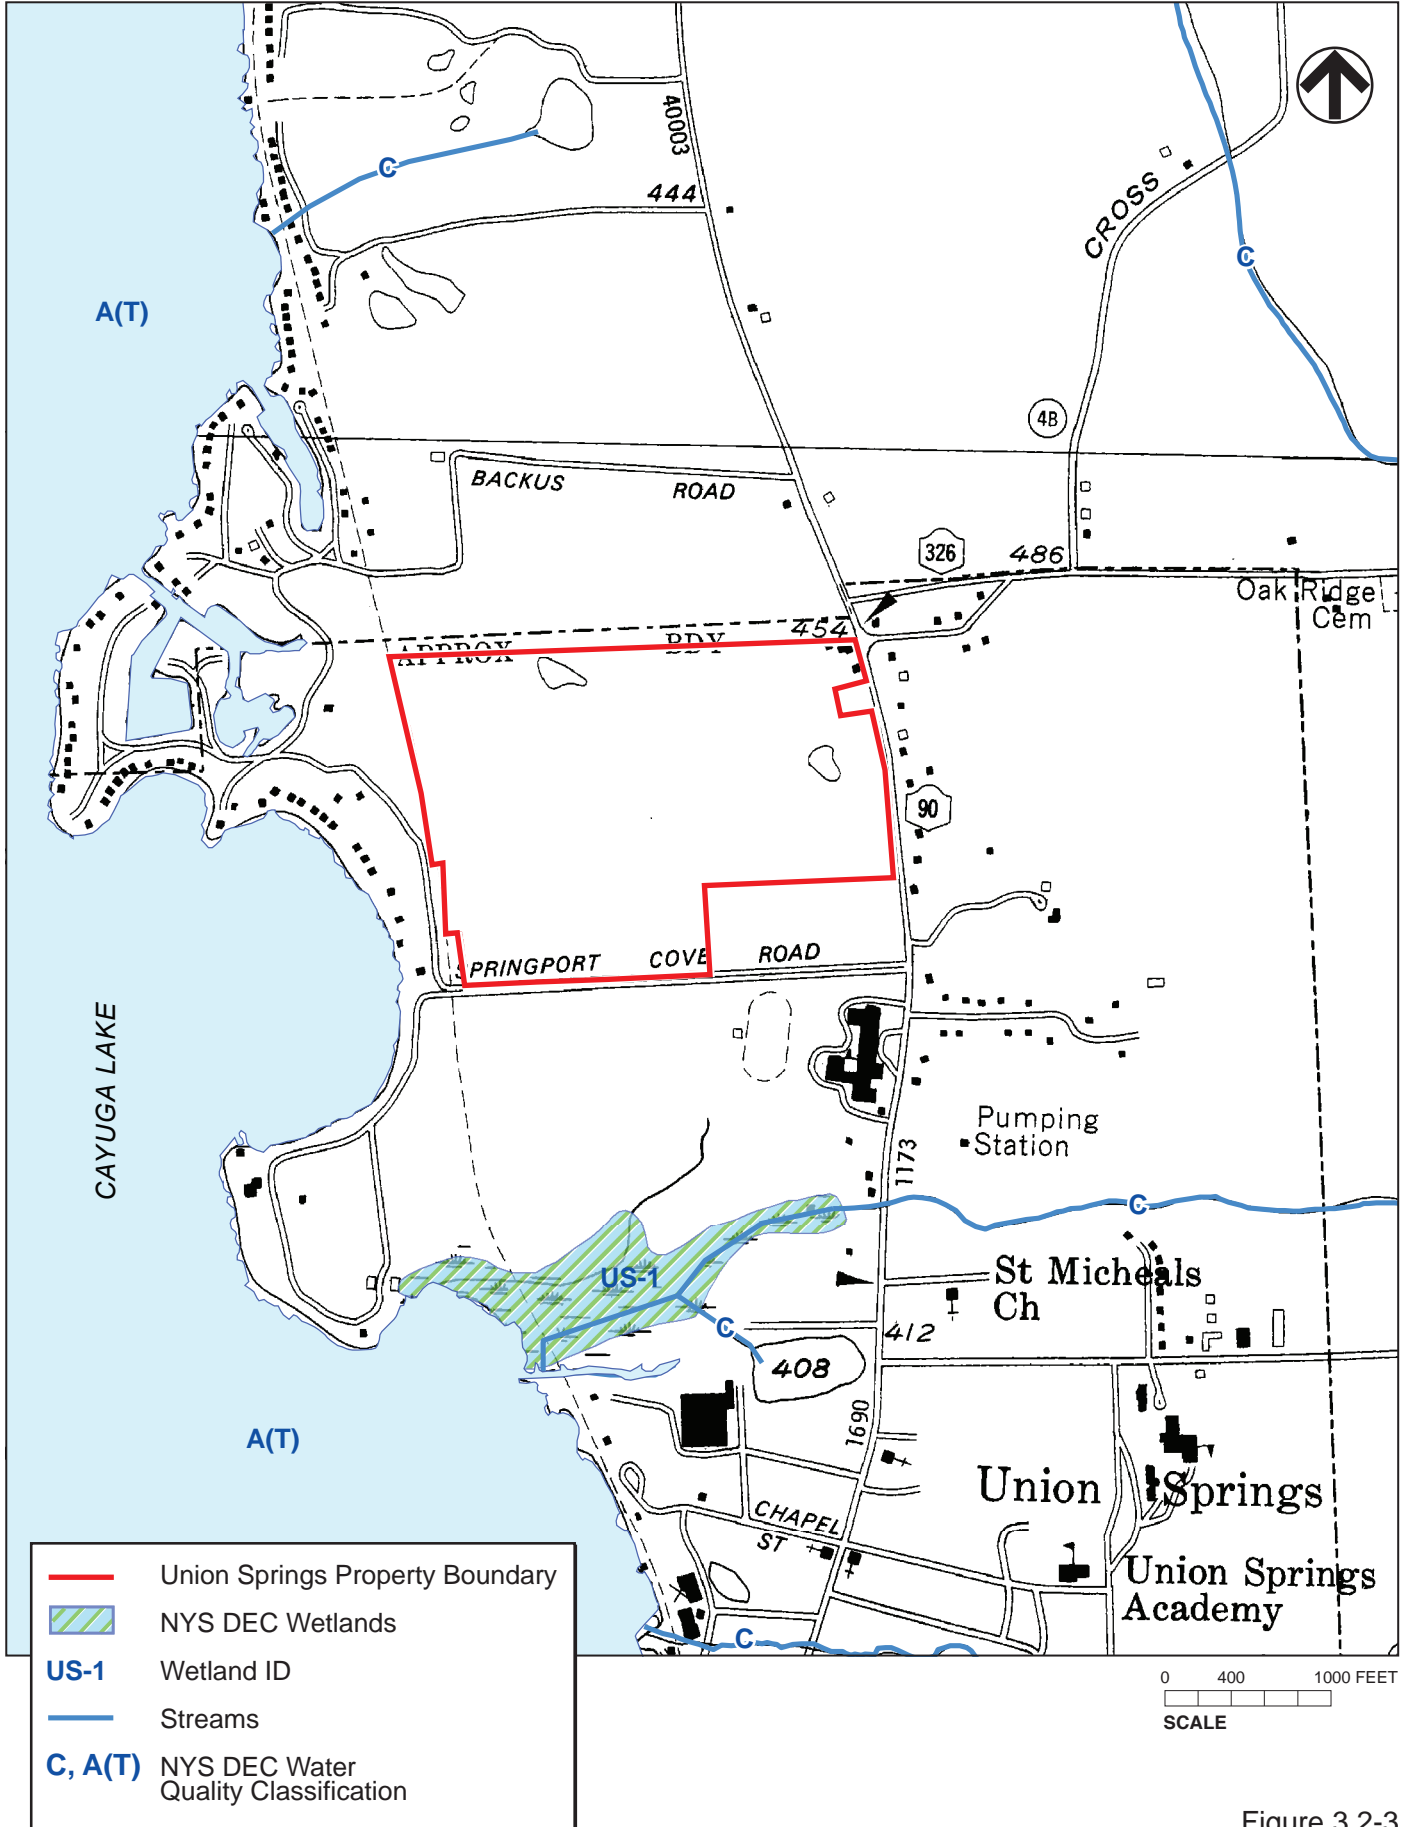 40003
C
444
CROSS
C
A(T)
4B
BACKUS ROAD
326
486
Oak Ridge
Cem
454
APPROX BDY
90
SPRINGPORT COVE ROAD
CAYUGA LAKE
Pumping
Station
1173
C
US-1
St Micheals
Ch
C
412
408
A(T)
1690
Union Springs
CHAPEL
ST
Union Springs
Academy
C
Union Springs Property Boundary
NYS DEC Wetlands
US-1 Wetland ID
Streams
C, A(T) NYS DEC Water
Quality Classification
0 400 1000 FEET
SCALE
Figure 3.2-3